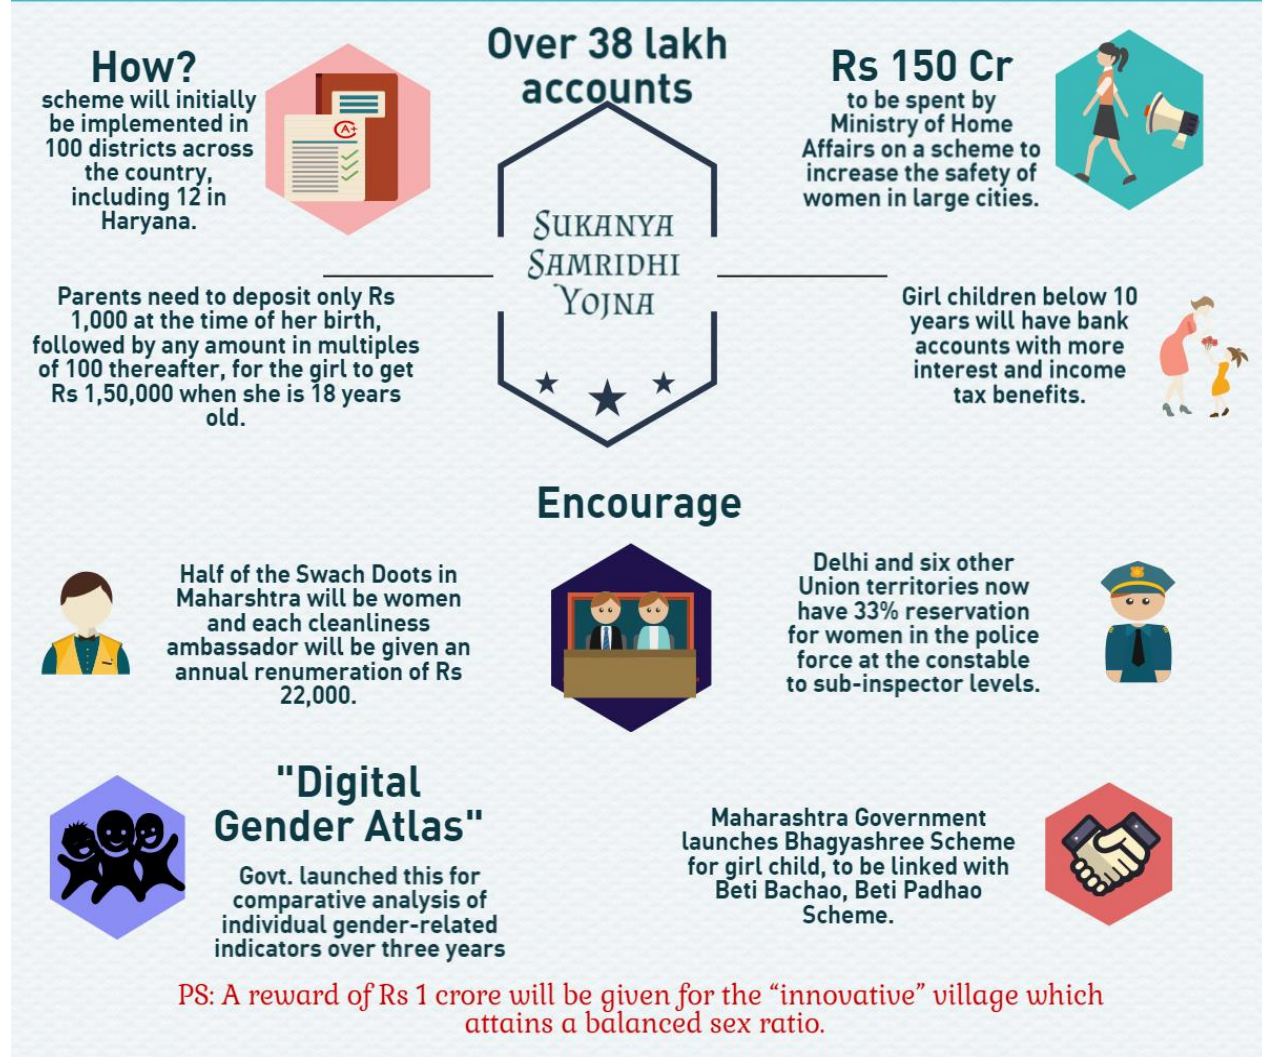 How?
scheme will initially
be implemented in
100 districts across
the country,
including 12 in
Haryana.
A+
Over 38 lakh
accounts
Rs 150 Cr
to be spent by
Ministry of Home
Affairs on a scheme to
increase the safety of
women in large cities.
SUKANYA
SAMRIDHI
YOJNA
Parents need to deposit only Rs
1,000 at the time of her birth,
followed by any amount in multiples
of 100 thereafter, for the girl to get
Rs 1,50,000 when she is 18 years
old.
Girl children below 10
years will have bank
accounts with more
interest and income
tax benefits.
Encourage
Half of the Swach Doots in
Maharshtra will be women
and each cleanliness
ambassador will be given an
annual renumeration of Rs
22,000.
Delhi and six other
Union territories now
have 33% reservation
for women in the police
force at the constable
to sub-inspector levels.
"Digital
Gender Atlas"
Govt. launched this for
comparative analysis of
individual gender-related
indicators over three years
Maharashtra Government
launches Bhagyashree Scheme
for girl child, to be linked with
Beti Bachao, Beti Padhao
Scheme.
PS: A reward of Rs 1 crore will be given for the “innovative” village which
attains a balanced sex ratio.